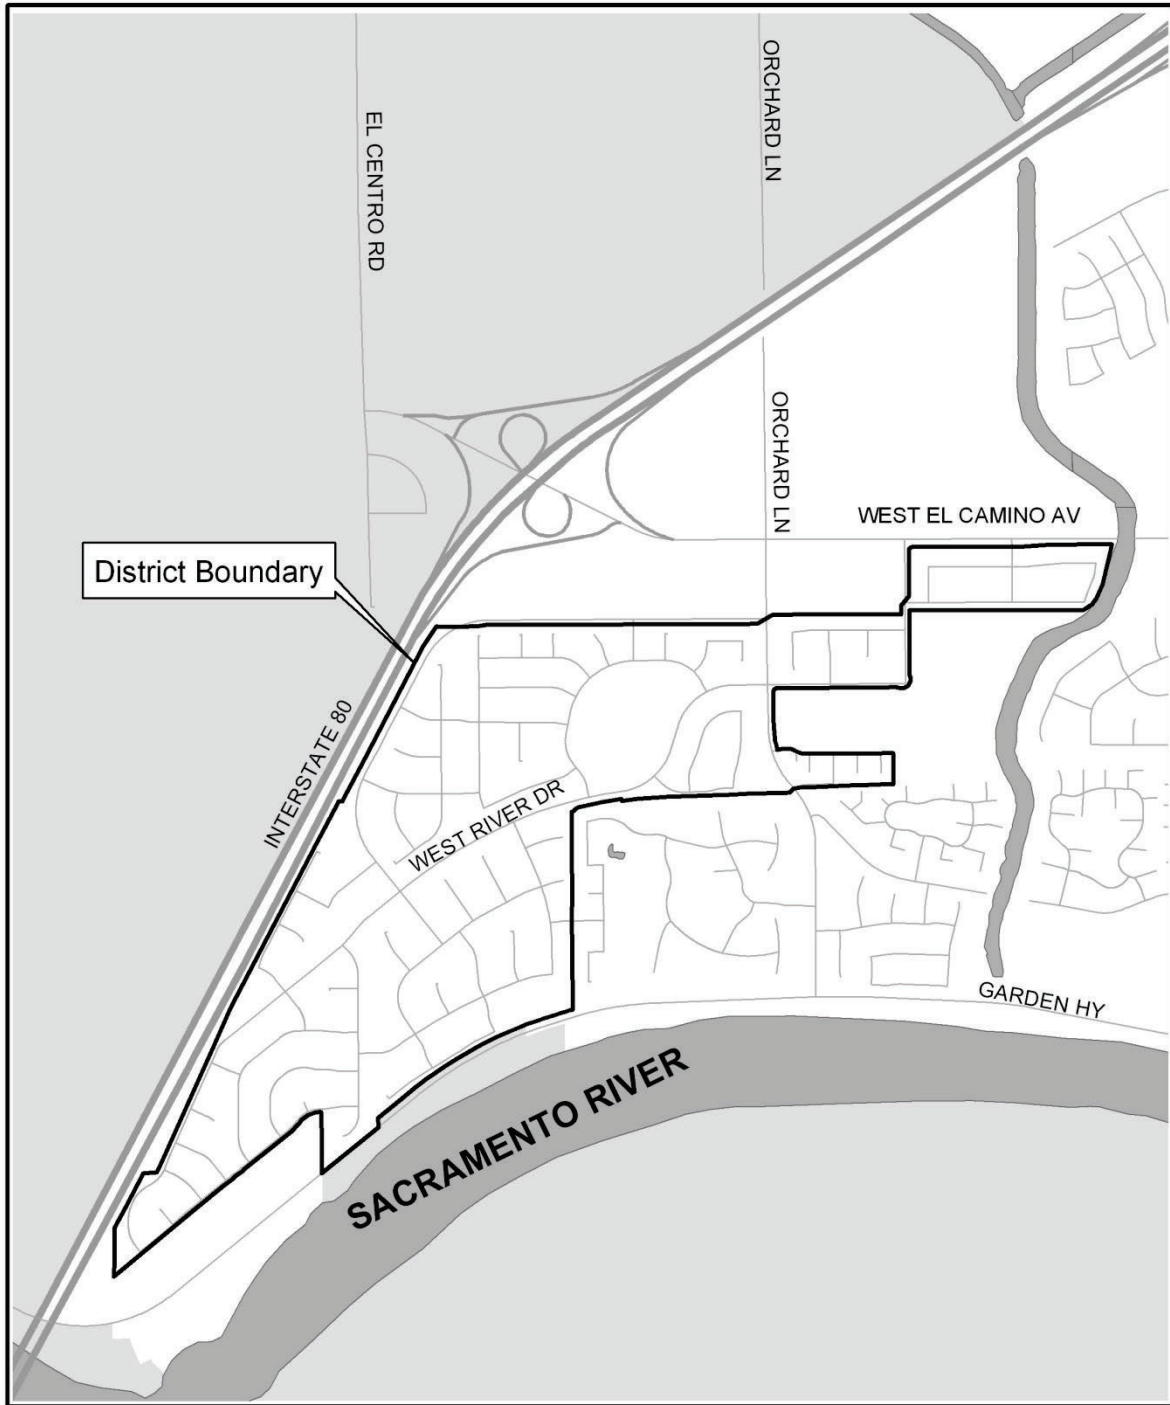 ORCHARD LN
EL CENTRO RD
ORCHARD LN
WEST EL CAMINO AV
District Boundary
INTERSTATE 80
WEST RIVER DR
GARDEN HY
SACRAMENTO RIVER